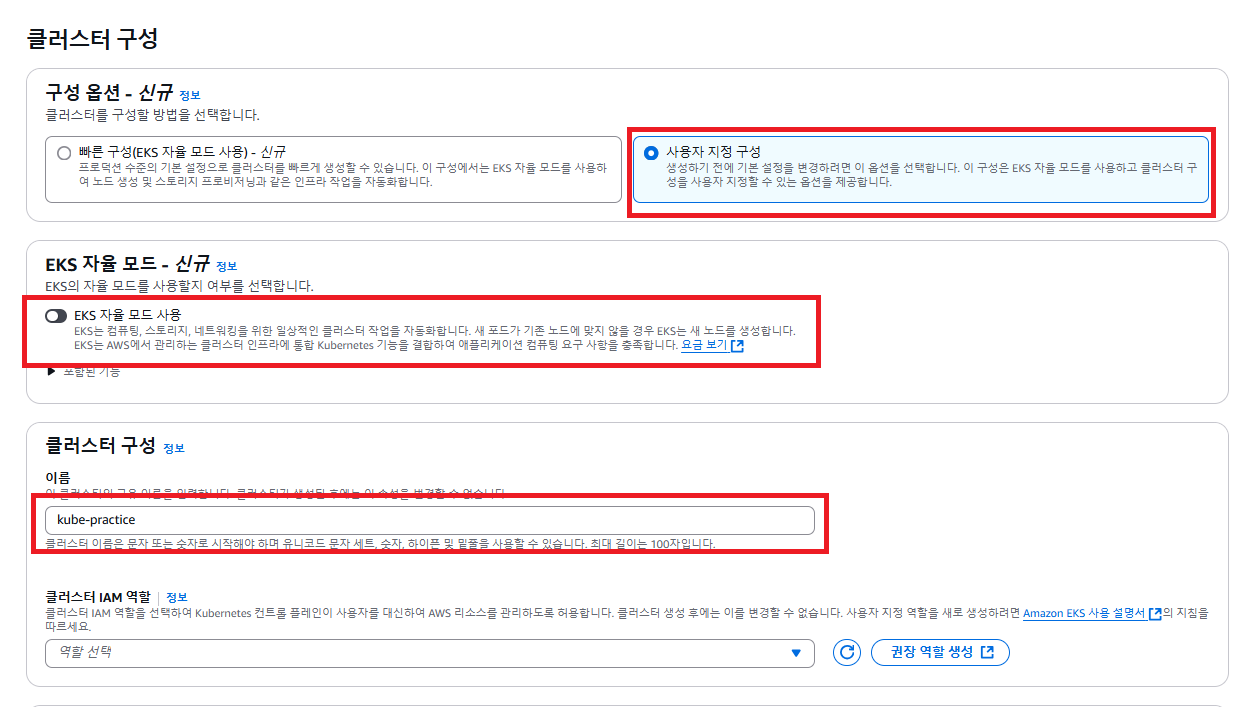 클러스터 구성
구성 옵션 - 신규 정보
클러스터를 구성할 방법을 선택합니다.
빠른 구성(EKS 자율 모드 사용) - 신규
프로덕션 수준의 기본 설정으로 클러스터를 빠르게 생성할 수 있습니다. 이 구성에서는 EKS 자율 모드를 사용하
여 노드 생성 및 스토리지 프로비저닝과 같은 인프라 작업을 자동화합니다.
사용자 지정 구성
생성하기 전에 기본 설정을 변경하려면 이 옵션을 선택합니다. 이 구성은 EKS 자율 모드를 사용하고 클러스터 구
성을 사용자 지정할 수 있는 옵션을 제공합니다.
EKS 자율 모드 - 신규 정보
EKS의 자율 모드를 사용할지 여부를 선택합니다.
EKS 자율 모드 사용
EKS는 컴퓨팅, 스토리지, 네트워킹을 위한 일상적인 클러스터 작업을 자동화합니다. 새 포드가 기존 노드에 맞지 않을 경우 EKS는 새 노드를 생성합니다.
EKS는 AWS에서 관리하는 클러스터 인프라에 통합 Kubernetes 기능을 결합하여 애플리케이션 컴퓨팅 요구 사항을 충족합니다. 요금 보기
포함된 기능
클러스터 구성 정보
이름
이 클러스터의 고유 이름을 입력합니다. 클러스터가 생성된 후에는 이 속성을 변경할 수 없습니다.
kube-practice
클러스터 이름은 문자 또는 숫자로 시작해야 하며 유니코드 문자 세트, 숫자, 하이픈 및 밑줄을 사용할 수 있습니다. 최대 길이는 100자입니다.
클러스터 IAM 역할 정보
클러스터 IAM 역할을 선택하여 Kubernetes 컨트롤 플레인이 사용자를 대신하여 AWS 리소스를 관리하도록 허용합니다. 클러스터 생성 후에는 이를 변경할 수 없습니다. 사용자 지정 역할을 새로 생성하려면 Amazon EKS 사용 설명서의 지침을
따르세요.
역할 선택
권장 역할 생성